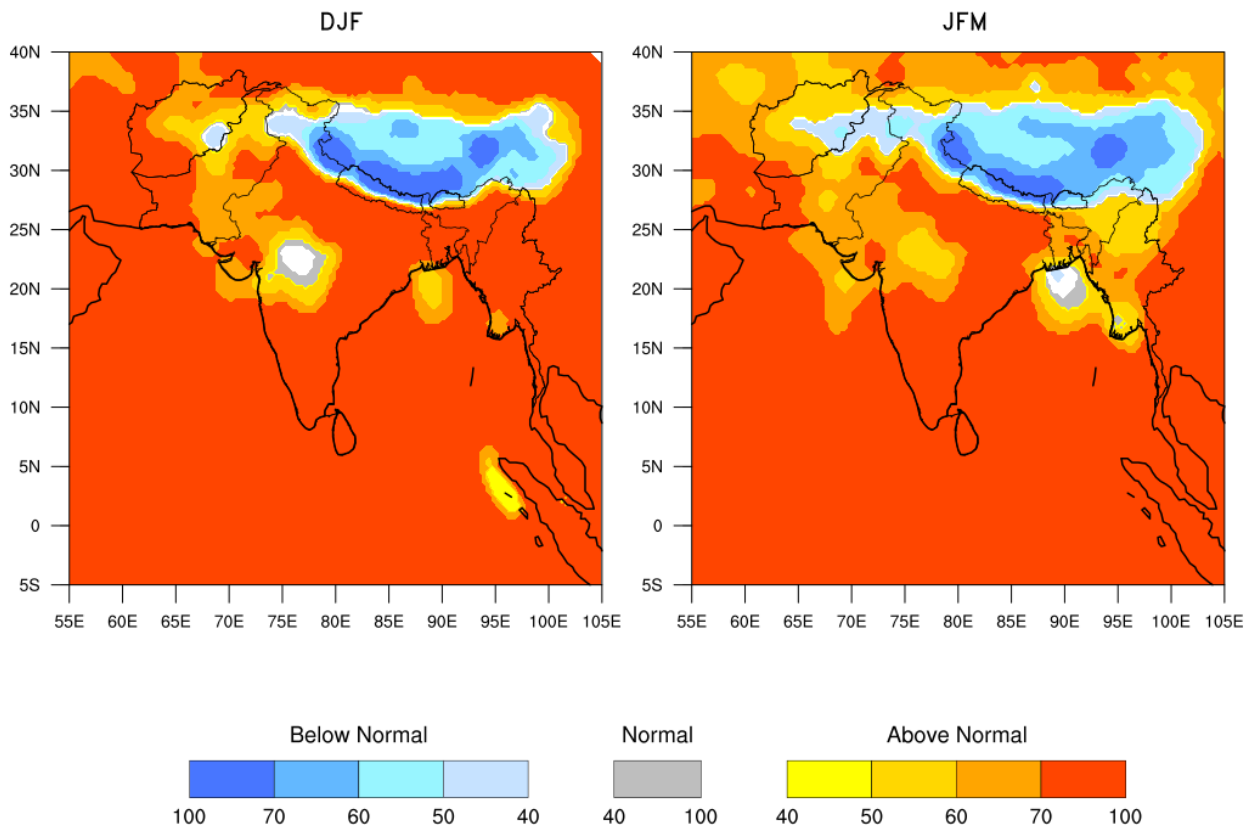 DJF JFM
40N 40N
35N 35N
30N 30N
25N 25N
20N 20N
15N 15N
10N 10N
5N 5N
0 0
5S 5S
55E 60E 65E 70E 75E 80E 85E 90E 95E 100E 105E 55E 60E 65E 70E 75E 80E 85E 90E 95E 100E 105E
Below Normal Normal Above Normal
100 70 60 50 40 40 100 40 50 60 70 100